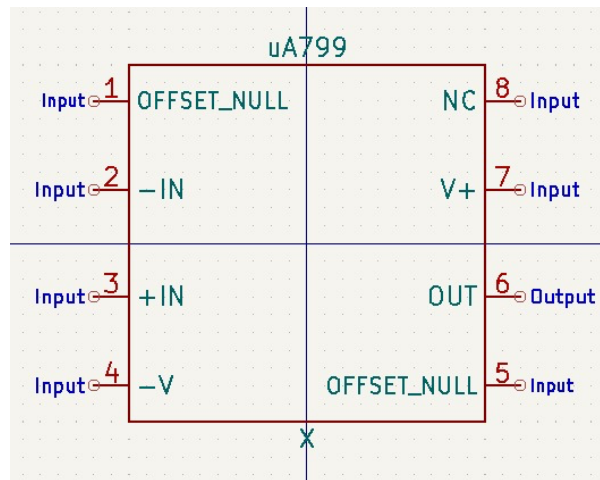 uA799
Input 1 OFFSET_NULL NC 8 Input
Input 2 -IN V+ 7 Input
Input 3 +IN OUT 6 Output
Input 4 -V OFFSET_NULL 5 Input
X